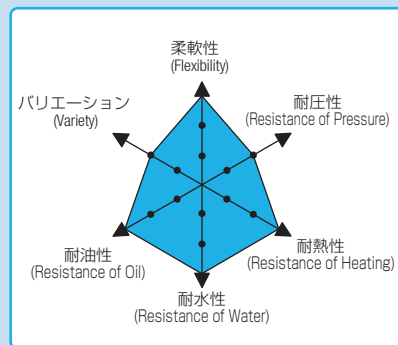 柔軟性
(Flexibility)
バリエーション
(Variety)
耐圧性
(Resistance of Pressure)
耐油性
(Resistance of Oil)
耐熱性
(Resistance of Heating)
耐水性
(Resistance of Water)